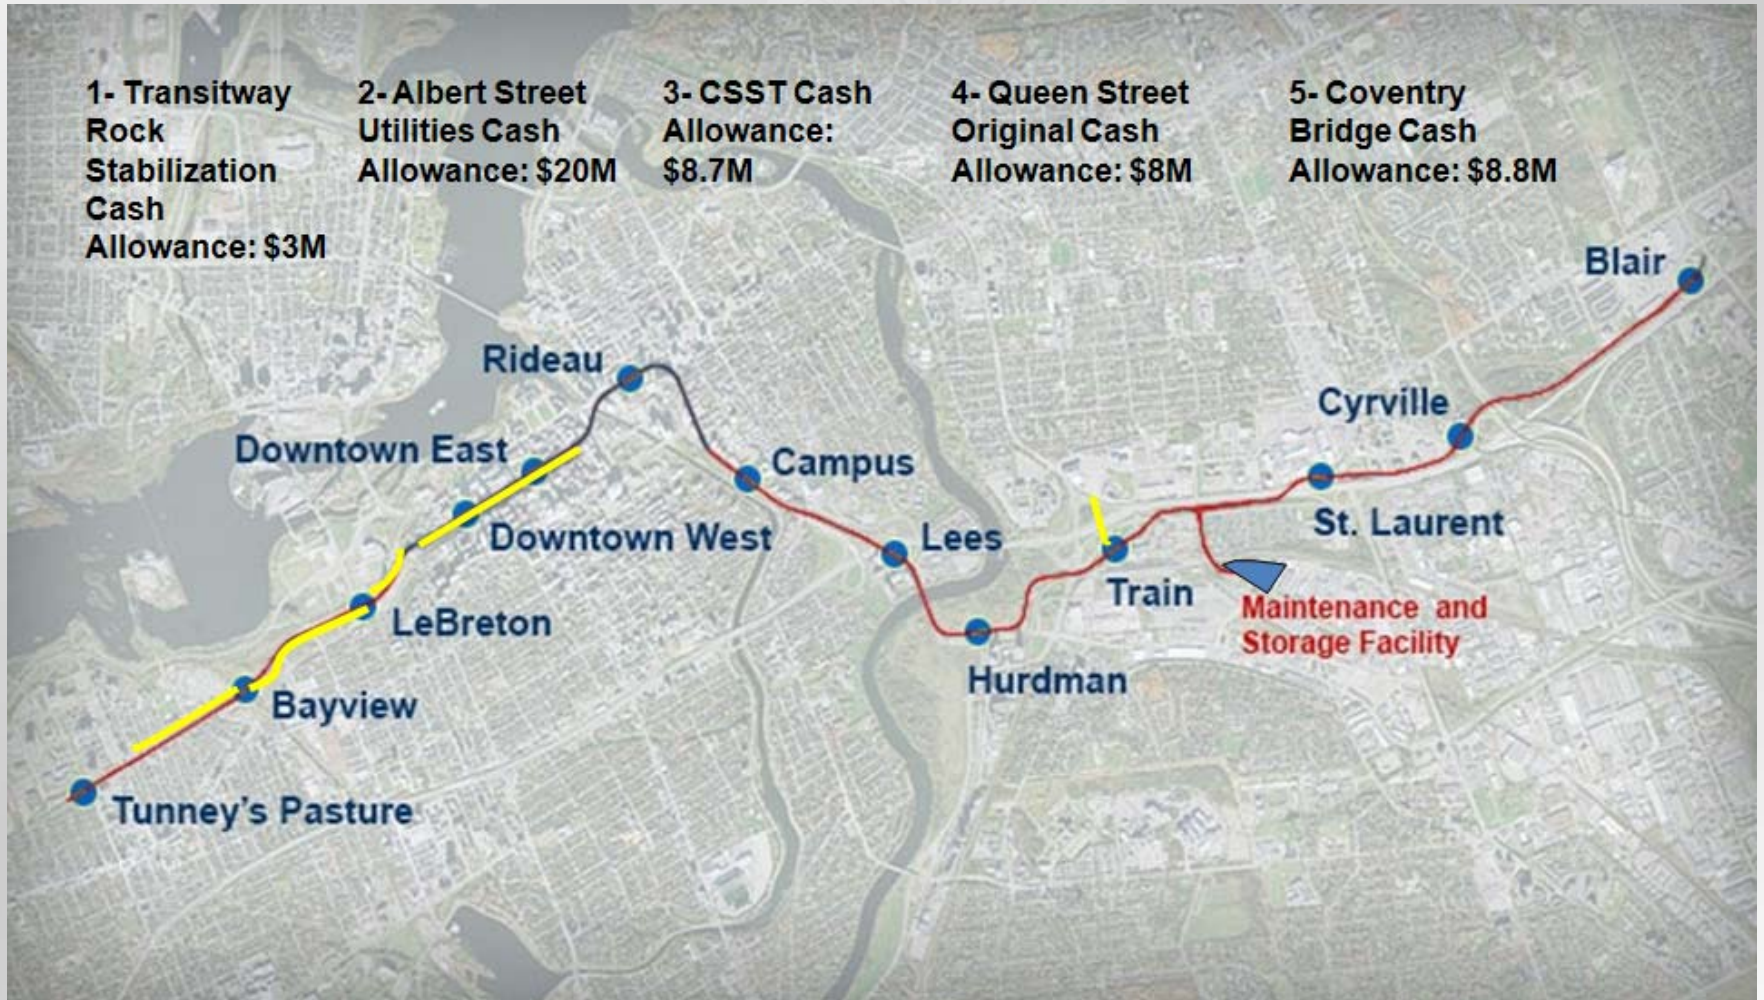 1- Transitway
Rock
Stabilization
Cash
Allowance: $3M
2- Albert Street
Utilities Cash
Allowance: $20M
3- CSST Cash
Allowance:
$8.7M
4- Queen Street
Original Cash
Allowance: $8M
5- Coventry
Bridge Cash
Allowance: $8.8M
Blair
Rideau
Cyrville
Downtown East
Campus
Downtown West
Lees
St. Laurent
Train
Maintenance and
Storage Facility
LeBreton
Hurdman
Bayview
Tunney's Pasture